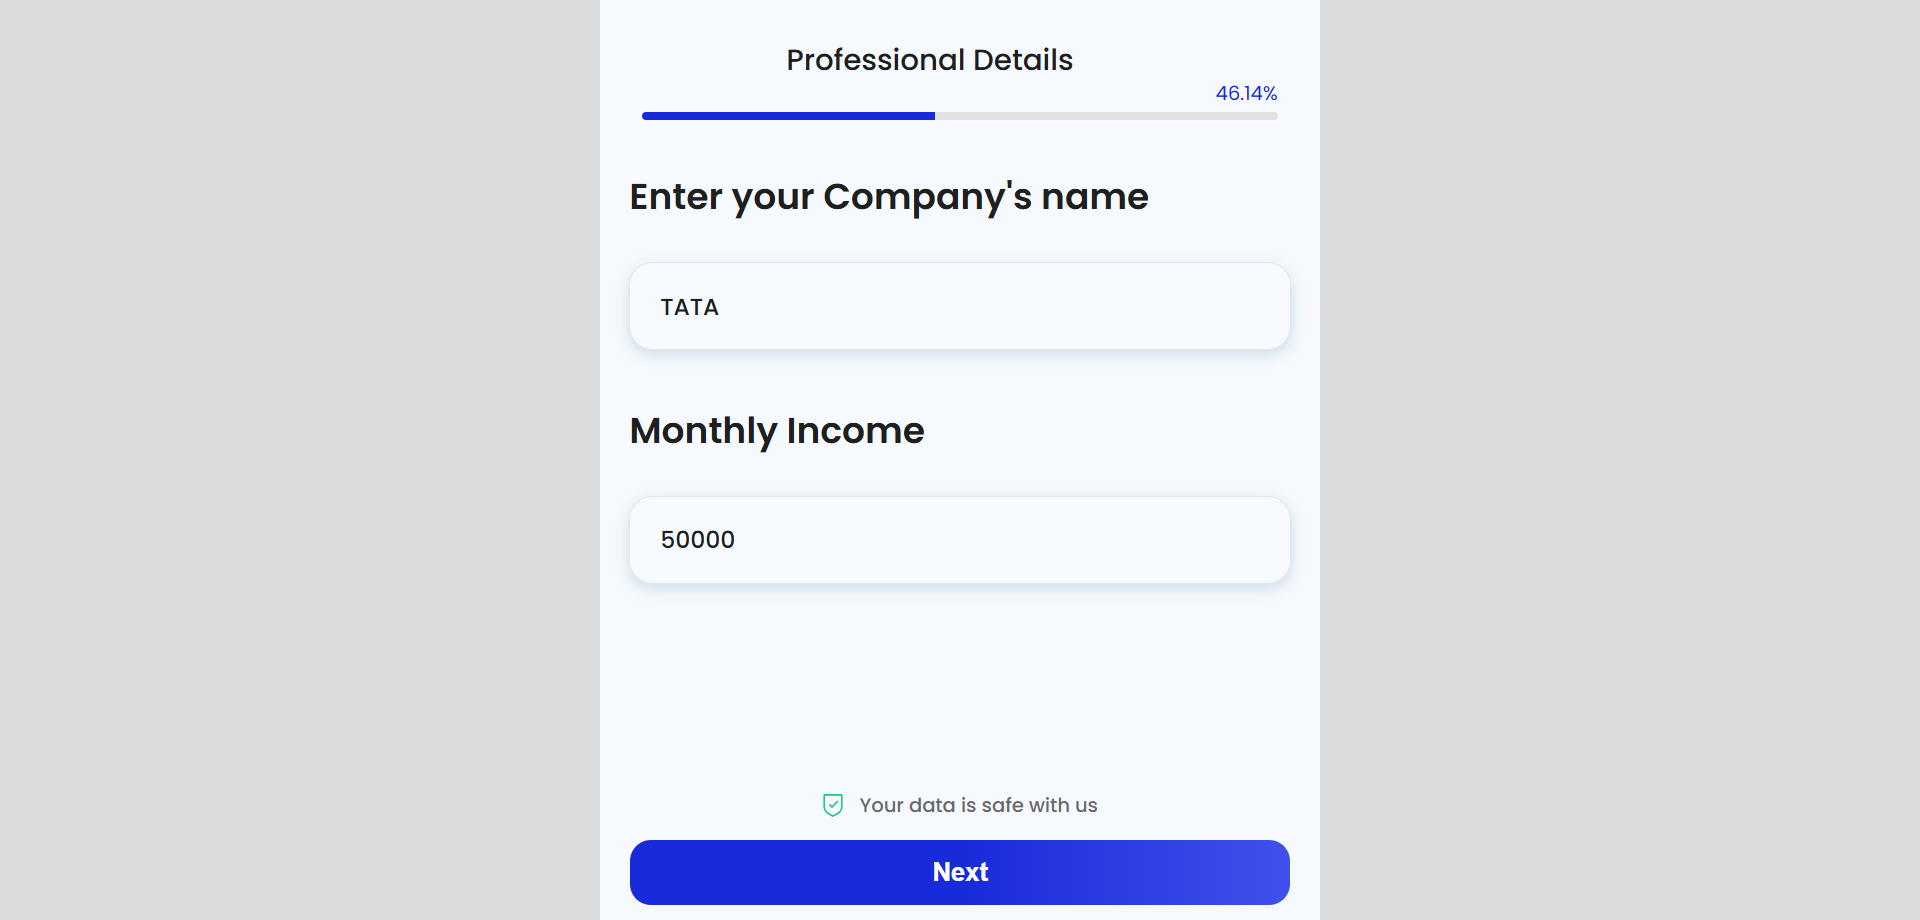 Professional Details
46.14%
Enter your Company's name
TATA
Monthly Income
50000
Your data is safe with us
Next